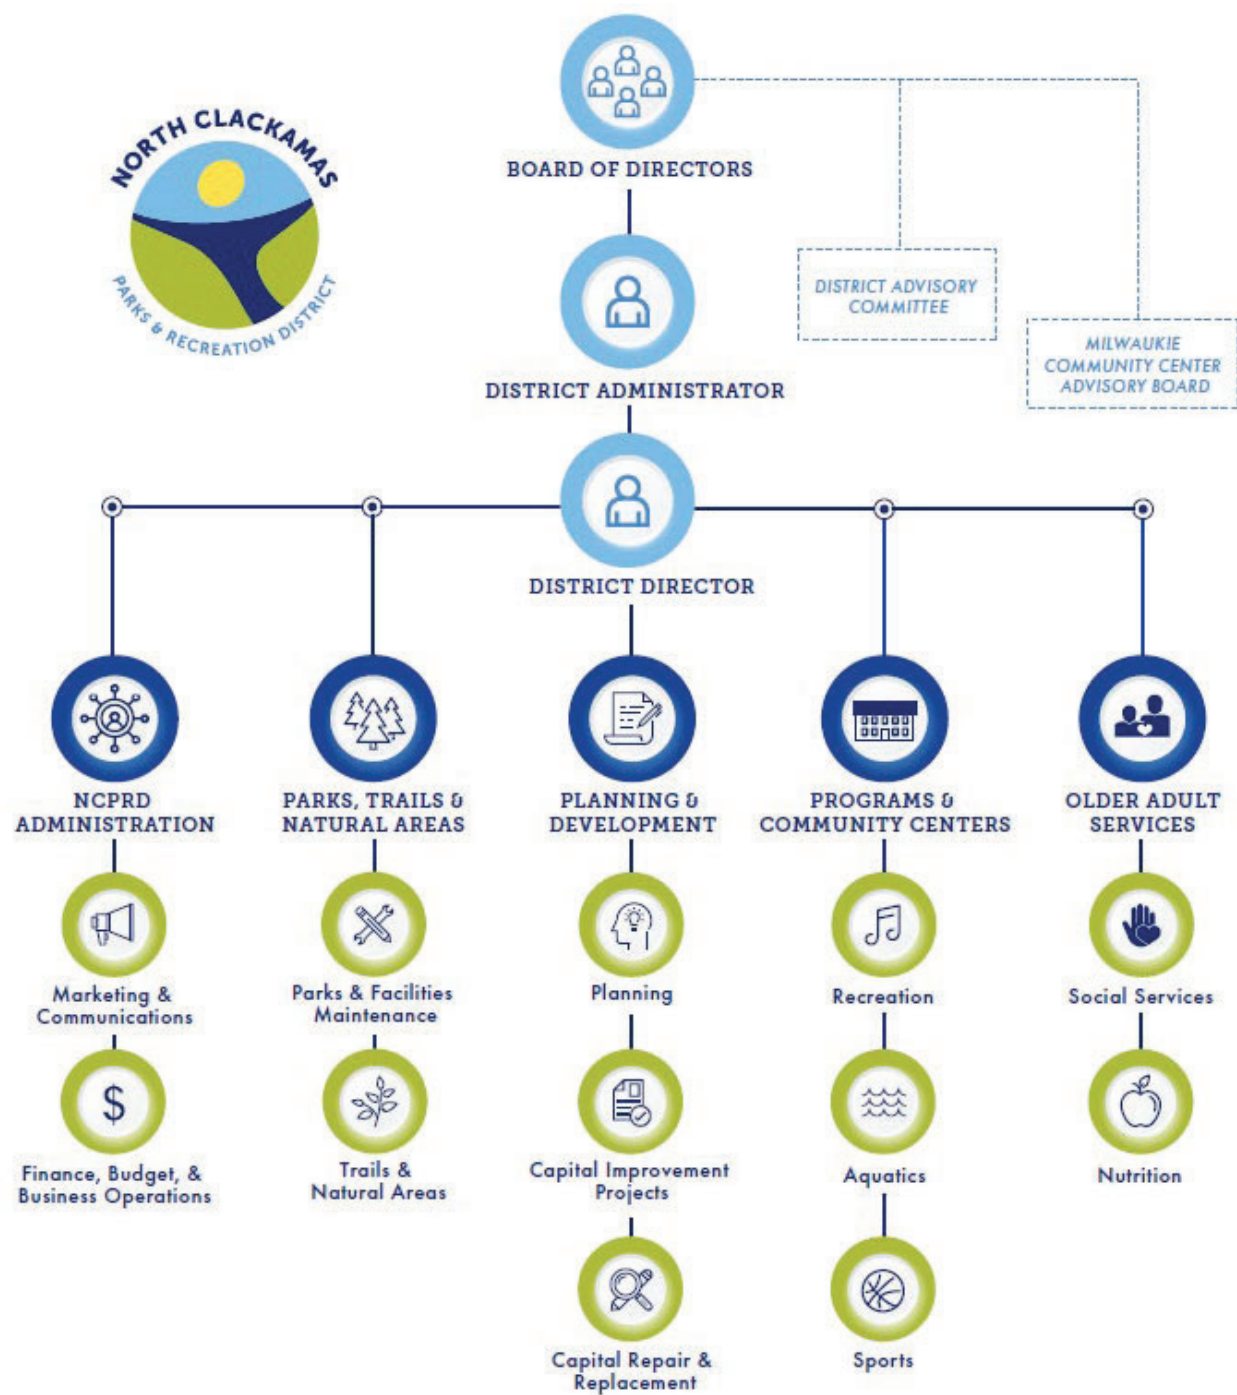 NORTH CLACKAMAS
PARKS & RECREATION DISTRICT
BOARD OF DIRECTORS
DISTRICT ADVISORY
COMMITTEE
MILWAUKIE
COMMUNITY CENTER
ADVISORY BOARD
DISTRICT ADMINISTRATOR
DISTRICT DIRECTOR
NCPRD
ADMINISTRATION
Marketing &
Communications
$
Finance, Budget, &
Business Operations
PARKS, TRAILS &
NATURAL AREAS
Parks & Facilities
Maintenance
Trails &
Natural Areas
PLANNING &
DEVELOPMENT
Planning
Capital Improvement
Projects
Capital Repair &
Replacement
PROGRAMS &
COMMUNITY CENTERS
Recreation
Aquatics
Sports
OLDER ADULT
SERVICES
Social Services
Nutrition